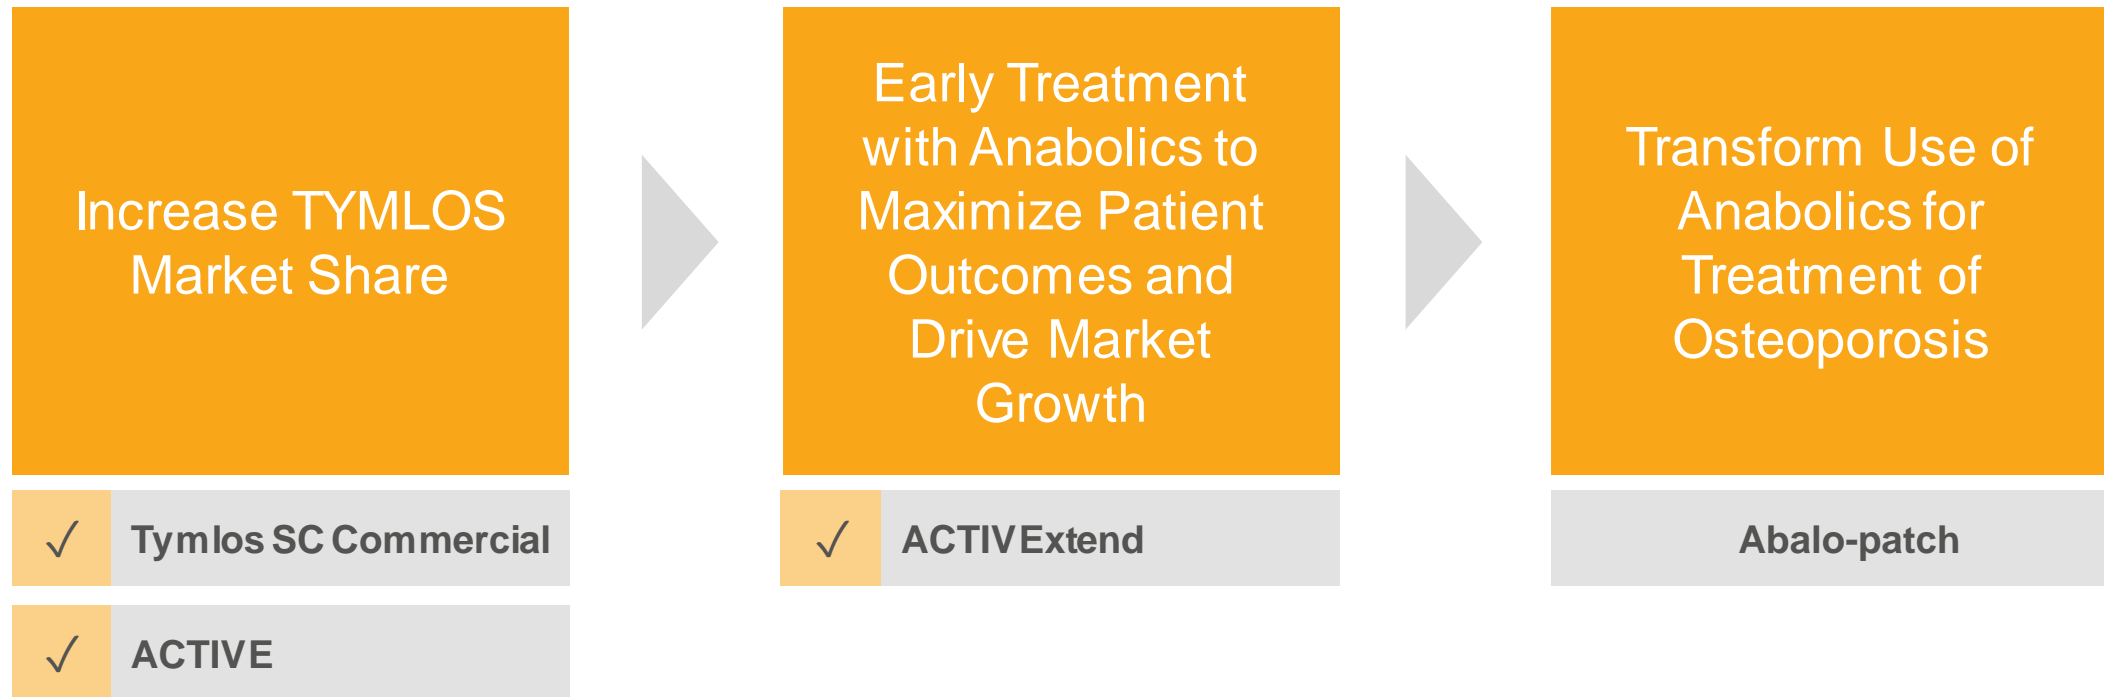 Increase TYMLOS
Market Share
✓ Tymlos SC Commercial
✓ ACTIVE
Early Treatment
with Anabolics to
Maximize Patient
Outcomes and
Drive Market
Growth
✓ ACTIVExtend
Transform Use of
Anabolics for
Treatment of
Osteoporosis
Abalo-patch